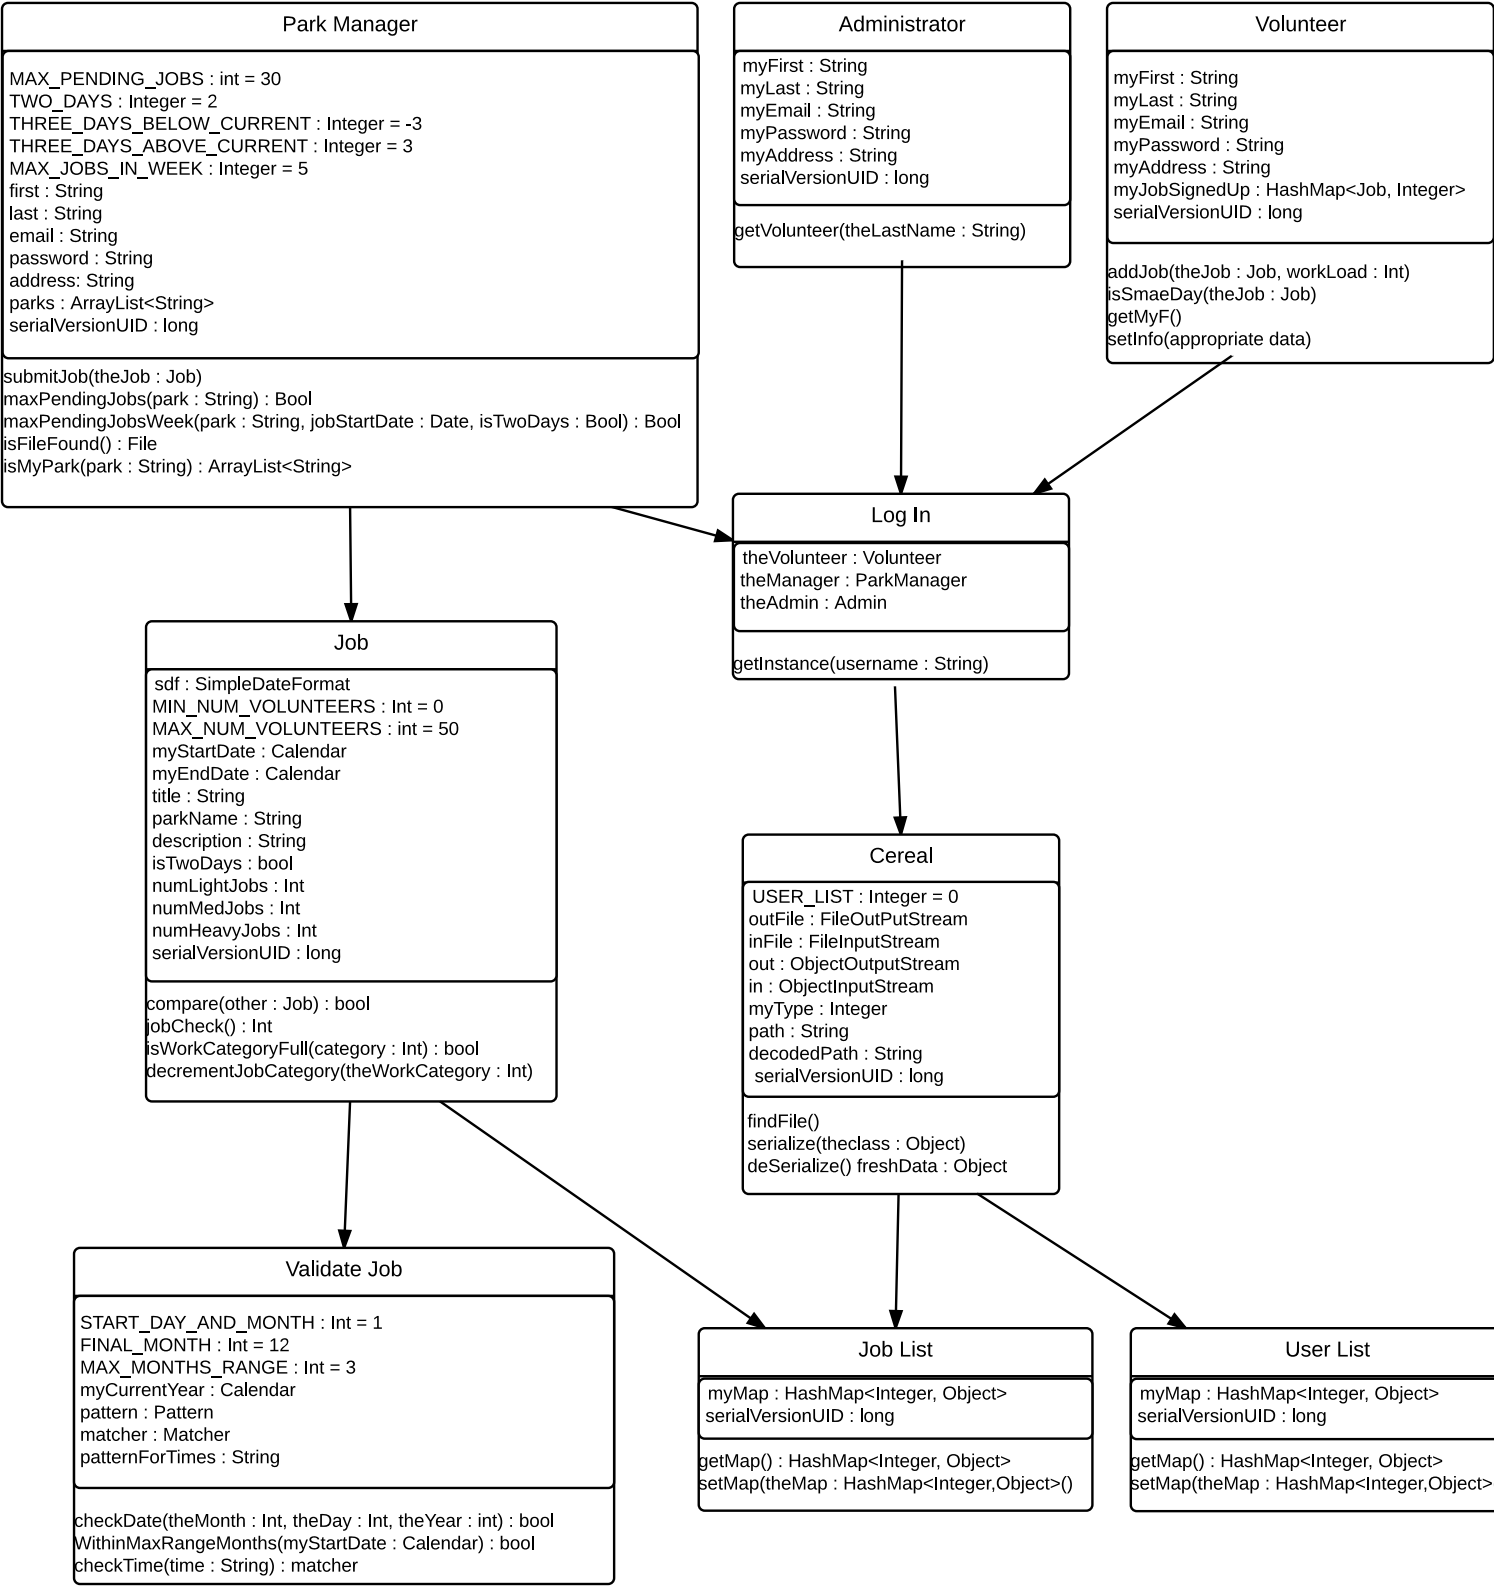 Park Manager
MAX_PENDING_JOBS : int = 30
TWO_DAYS : Integer = 2
THREE_DAYS_BELOW_CURRENT : Integer = -3
THREE_DAYS_ABOVE_CURRENT : Integer = 3
MAX_JOBS_IN_WEEK : Integer = 5
first : String
last : String
email : String
password : String
address: String
parks : ArrayList<String>
serialVersionUID : long
submitJob(theJob : Job)
maxPendingJobs(park : String) : Bool
maxPendingJobsWeek(park : String, jobStartDate : Date, isTwoDays : Bool) : Bool
isFileFound() : File
isMyPark(park : String) : ArrayList<String>
Administrator
myFirst : String
myLast : String
myEmail : String
myPassword : String
myAddress : String
serialVersionUID : long
getVolunteer(theLastName : String)
Volunteer
myFirst : String
myLast : String
myEmail : String
myPassword : String
myAddress : String
myJobSignedUp : HashMap<Job, Integer>
serialVersionUID : long
addJob(theJob : Job, workLoad : Int)
isSmaeDay(theJob : Job)
getMyF()
setInfo(appropriate data)
Log In
theVolunteer : Volunteer
theManager : ParkManager
theAdmin : Admin
getInstance(username : String)
Job
sdf : SimpleDateFormat
MIN_NUM_VOLUNTEERS : Int = 0
MAX_NUM_VOLUNTEERS : int = 50
myStartDate : Calendar
myEndDate : Calendar
title : String
parkName : String
description : String
isTwoDays : bool
numLightJobs : Int
numMedJobs : Int
numHeavyJobs : Int
serialVersionUID : long
compare(other : Job) : bool
jobCheck() : Int
isWorkCategoryFull(category : Int) : bool
decrementJobCategory(theWorkCategory : Int)
Cereal
USER_LIST : Integer = 0
outFile : FileOutPutStream
inFile : FileInputStream
out : ObjectOutputStream
in : ObjectInputStream
myType : Integer
path : String
decodedPath : String
serialVersionUID : long
findFile()
serialize(theclass : Object)
deSerialize() freshData : Object
Validate Job
START_DAY_AND_MONTH : Int = 1
FINAL_MONTH : Int = 12
MAX_MONTHS_RANGE : Int = 3
myCurrentYear : Calendar
pattern : Pattern
matcher : Matcher
patternForTimes : String
checkDate(theMonth : Int, theDay : Int, theYear : int) : bool
WithinMaxRangeMonths(myStartDate : Calendar) : bool
checkTime(time : String) : matcher
Job List
myMap : HashMap<Integer, Object>
serialVersionUID : long
getMap() : HashMap<Integer, Object>
setMap(theMap : HashMap<Integer,Object>()
User List
myMap : HashMap<Integer, Object>
serialVersionUID : long
getMap() : HashMap<Integer, Object>
setMap(theMap : HashMap<Integer,Object>